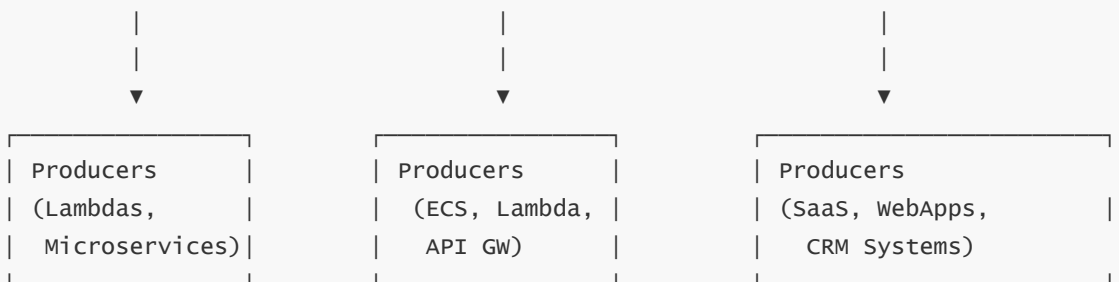 Producers Producers Producers
(Lambdas, (ECS, Lambda, (SaaS, WebApps,
Microservices) API GW) CRM Systems)